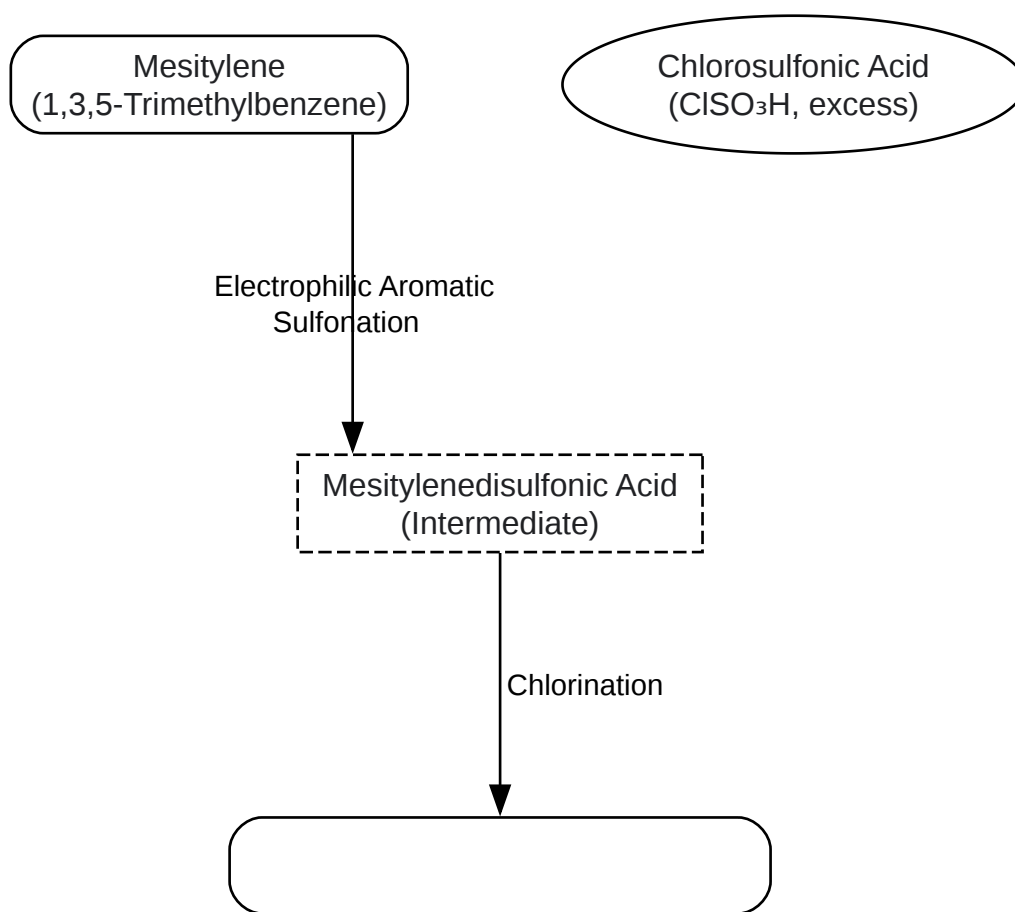 Mesitylene
(1,3,5-Trimethylbenzene)
Chlorosulfonic Acid
(ClSO₃H, excess)
Electrophilic Aromatic
Sulfonation
Mesitylenedisulfonic Acid
(Intermediate)
Chlorination